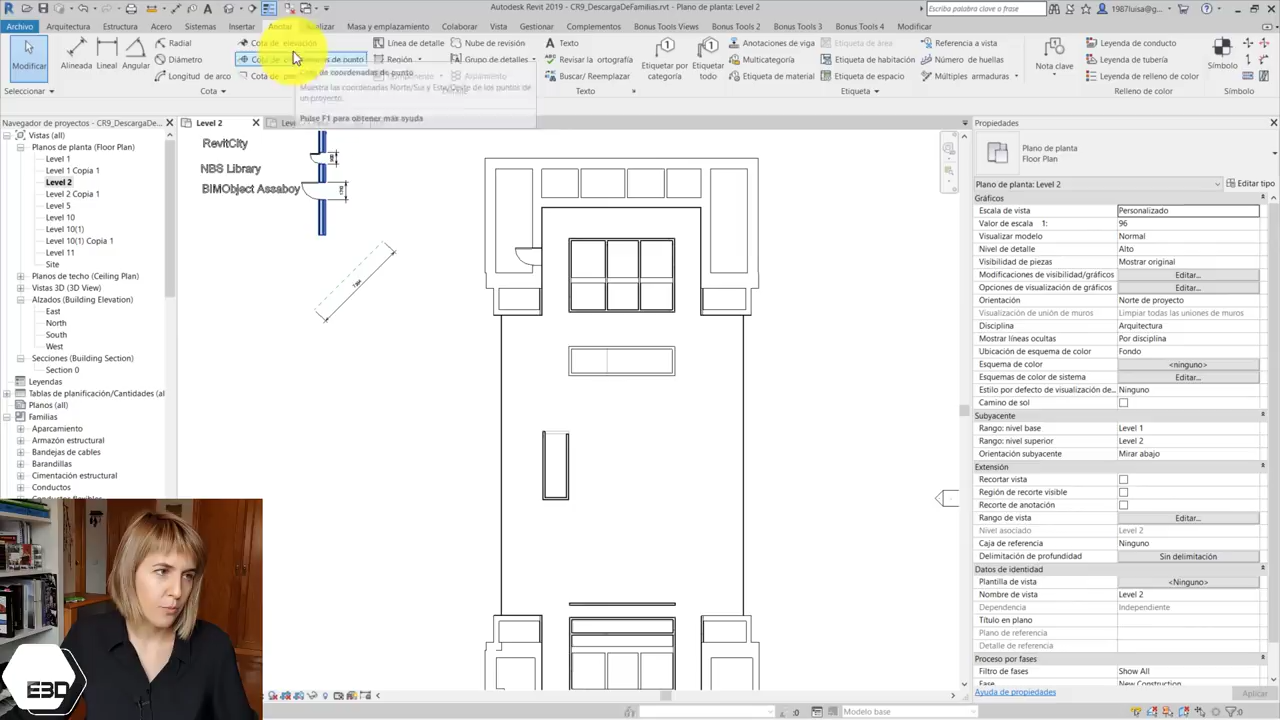 Autodesk Revit 2019 - CR9_DescargaDeFamilias.rvt - Plano de planta: Level 2
Escriba palabra clave o frase
1987luisa@...
Archivo Arquitectura Estructura Acero Sistemas Insertar Anotar Analizar Masa y emplazamiento Colaborar Vista Gestionar Complementos Bonus Tools Views Bonus Tools Bonus Tools 3 Bonus Tools 4 Modificar
Modificar
Alineada Lineal Angular
Radial
Diámetro
Longitud de arco
Cota de elevación
Línea de detalle
Región
Nube de revisión
Grupo de detalles
Aislamiento
Texto
Revisar la ortografía
Buscar/ Reemplazar
Etiquetar por categoría
Etiquetar todo
Anotaciones de viga
Multicategoría
Etiqueta de material
Etiqueta de área
Etiqueta de habitación
Etiqueta de espacio
Referencia a vista
Número de huellas
Múltiples armaduras
Nota clave
Leyenda de conducto
Leyenda de tubería
Leyenda de relleno de color
Símbolo
Seleccionar
Cota
Texto
Etiqueta
Relleno de color
Símbolo
Cota de coordenadas de punto
Muestra las coordenadas Norte/Sur y Este/Oeste de los puntos de
un proyecto.
Pulse F1 para obtener más ayuda
Navegador de proyectos - CR9_DescargaDeFa...
Vistas (all)
Planos de planta (Floor Plan)
Level 1
Level 1 Copia 1
Level 2
Level 2 Copia 1
Level 5
Level 10
Level 10(1)
Level 10(1) Copia 1
Level 11
Site
Planos de techo (Ceiling Plan)
Vistas 3D (3D View)
Alzados (Building Elevation)
East
North
South
West
Secciones (Building Section)
Section 0
Leyendas
Tablas de planificación/Cantidades (al
Planos (all)
Familias
Aparcamiento
Armazón estructural
Bandejas de cables
Barandillas
Cimentación estructural
Conductos
Level 2
RevitCity
NBS Library
BIMObject Assaboy
Propiedades
Plano de planta
Floor Plan
Plano de planta: Level 2
Editar tipo
Gráficos
Escala de vista Personalizado
Valor de escala 1: 96
Visualizar modelo Normal
Nivel de detalle Alto
Visibilidad de piezas Mostrar original
Modificaciones de visibilidad/gráficos Editar...
Opciones de visualización de gráficos Editar...
Orientación Norte de proyecto
Visualización de unión de muros Limpiar todas las uniones de muros
Disciplina Arquitectura
Mostrar líneas ocultas Por disciplina
Ubicación de esquema de color Fondo
Esquema de color <ninguno>
Esquemas de color de sistema Editar...
Estilo por defecto de visualización de... Ninguno
Camino de sol
Subyacente
Rango: nivel base Level 1
Rango: nivel superior Level 2
Orientación subyacente Mirar abajo
Extensión
Recortar vista
Región de recorte visible
Recorte de anotación
Rango de vista Editar...
Nivel asociado Level 2
Caja de referencia Ninguno
Delimitación de profundidad Sin delimitación
Datos de identidad
Plantilla de vista <Ninguno>
Nombre de vista Level 2
Dependencia Independiente
Título en plano
Plano de referencia
Detalle de referencia
Proceso por fases
Filtro de fases Show All
Fase New Construction
Ayuda de propiedades
Aplicar
EBD
:0
Modelo base
:0